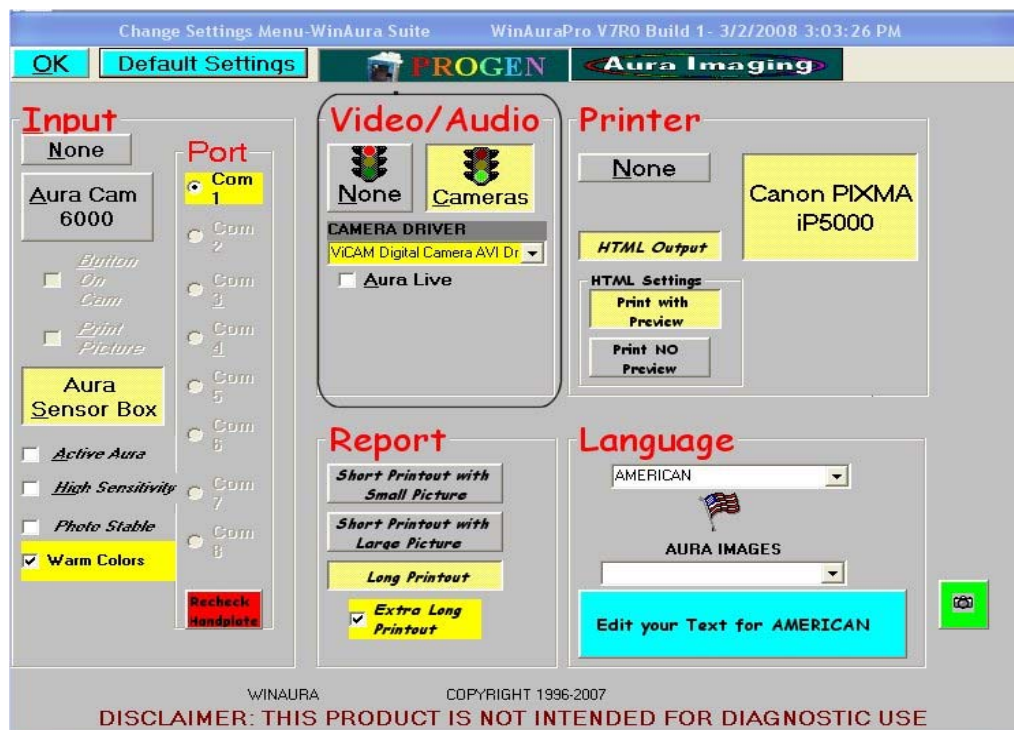 Change Settings Menu-WinAura Suite WinAuraPro V7R0 Build 1- 3/2/2008 3:03:26 PM
OK Default Settings PROGEN Aura Imaging
Input
None
Aura Cam
6000
Button
On
Cam
Print
Picture
Aura
Sensor Box
Active Aura
High Sensitivity
Photo Stable
Warm Colors
Port
Com
1
Com
2
Com
3
Com
4
Com
5
Com
6
Com
7
Com
8
Recheck
Handplate
Video/Audio
None
Cameras
CAMERA DRIVER
ViCAM Digital Camera AVI Dr
Aura Live
Printer
None
HTML Output
HTML Settings
Print with
Preview
Print NO
Preview
Canon PIXMA
iP5000
Report
Short Printout with
Small Picture
Short Printout with
Large Picture
Long Printout
Extra Long
Printout
Language
AMERICAN
AURA IMAGES
Edit your Text for AMERICAN
WINAURA COPYRIGHT 1996-2007
DISCLAIMER: THIS PRODUCT IS NOT INTENDED FOR DIAGNOSTIC USE